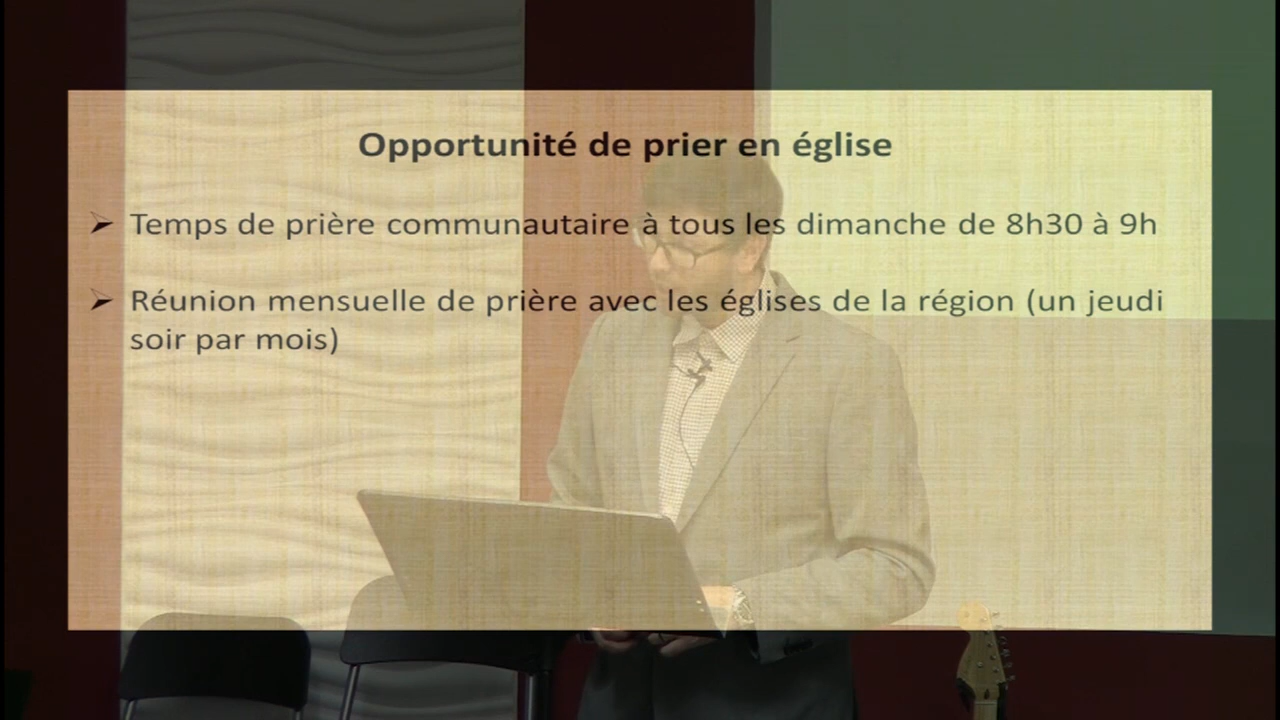 Opportunité de prier en église
➢ Temps de prière communautaire à tous les dimanche de 8h30 à 9h
➢ Réunion mensuelle de prière avec les églises de la région (un jeudi
soir par mois)